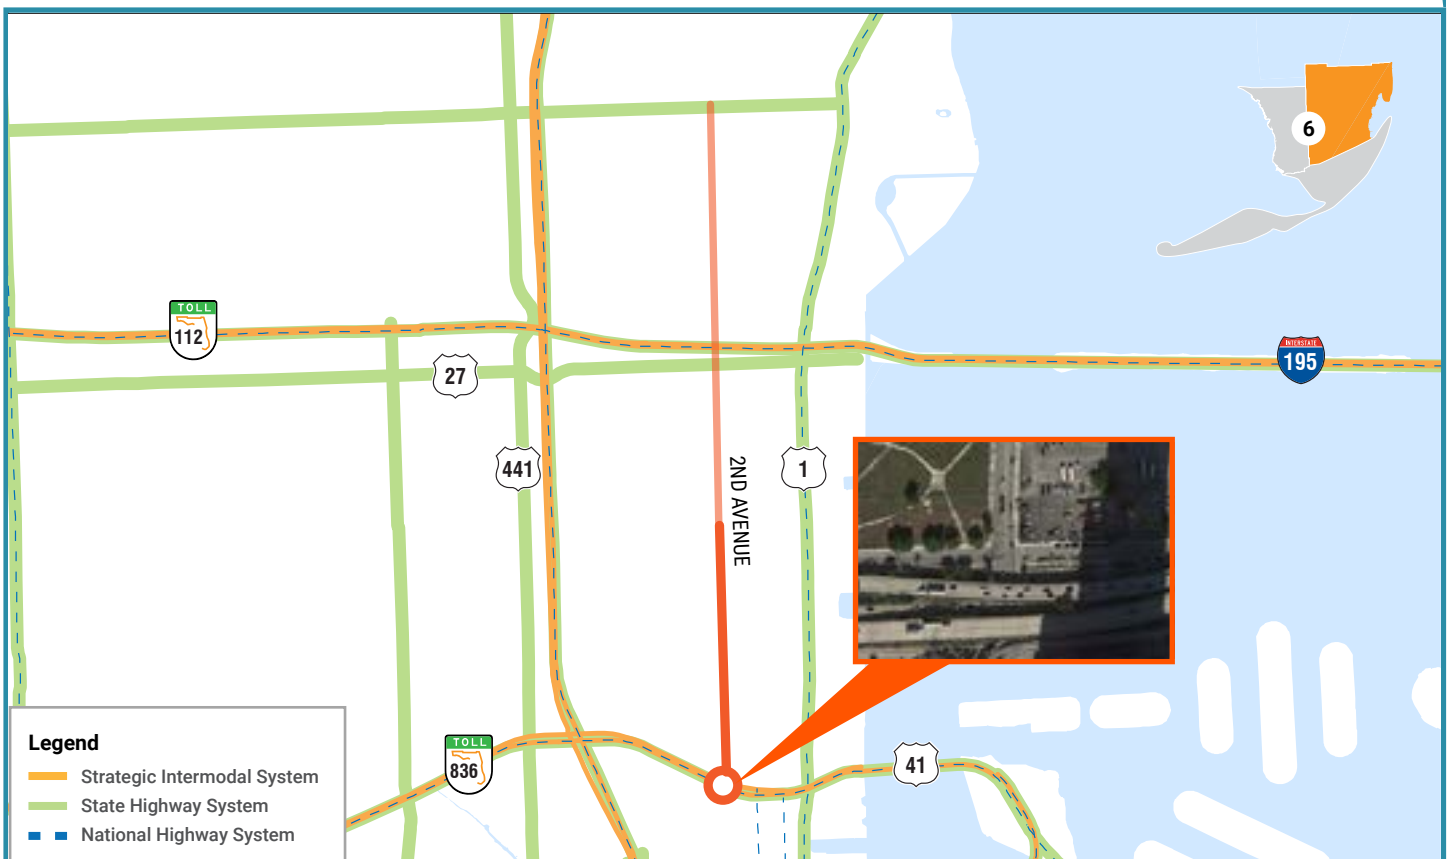 6
TOLL
112
INTERSTATE
195
27
441
1
2ND AVENUE
Legend
Strategic Intermodal System
State Highway System
National Highway System
TOLL
836
41